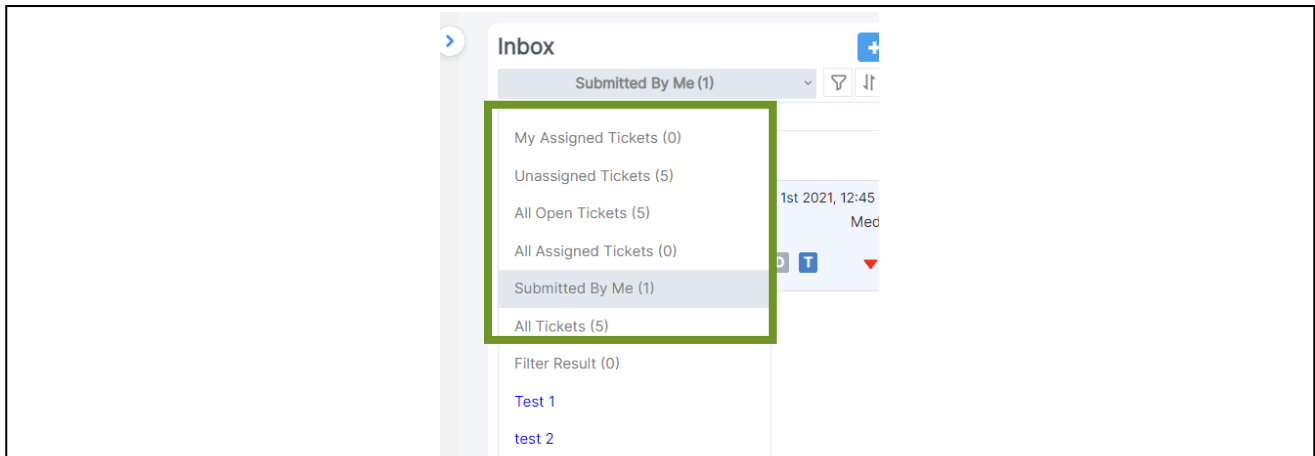 Inbox
Submitted By Me (1)
My Assigned Tickets (0)
Unassigned Tickets (5)
All Open Tickets (5)
All Assigned Tickets (0)
Submitted By Me (1)
All Tickets (5)
Filter Result (0)
Test 1
test 2
1st 2021, 12:45
Med
T